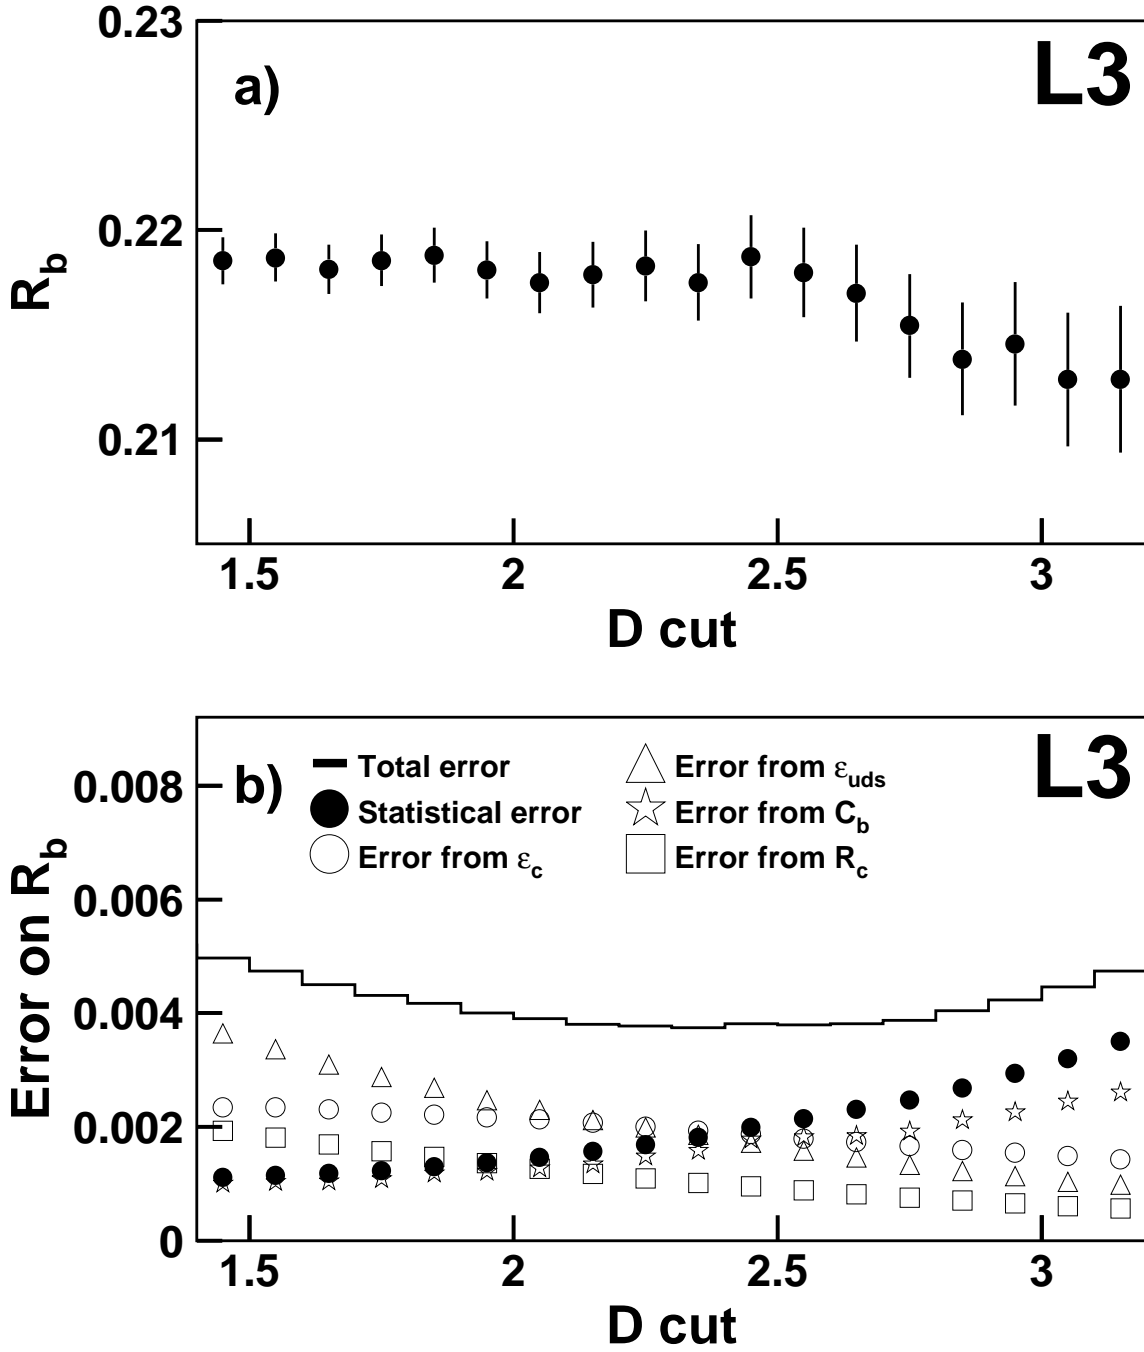 0.23
a)
L3
0.22
R_b
0.21
1.5 2 2.5 3
D cut
L3
b)
Total error
Statistical error
Error from ε_c
Error from ε_uds
Error from C_b
Error from R_c
0.008
0.006
0.004
0.002
0
Error on R_b
1.5 2 2.5 3
D cut